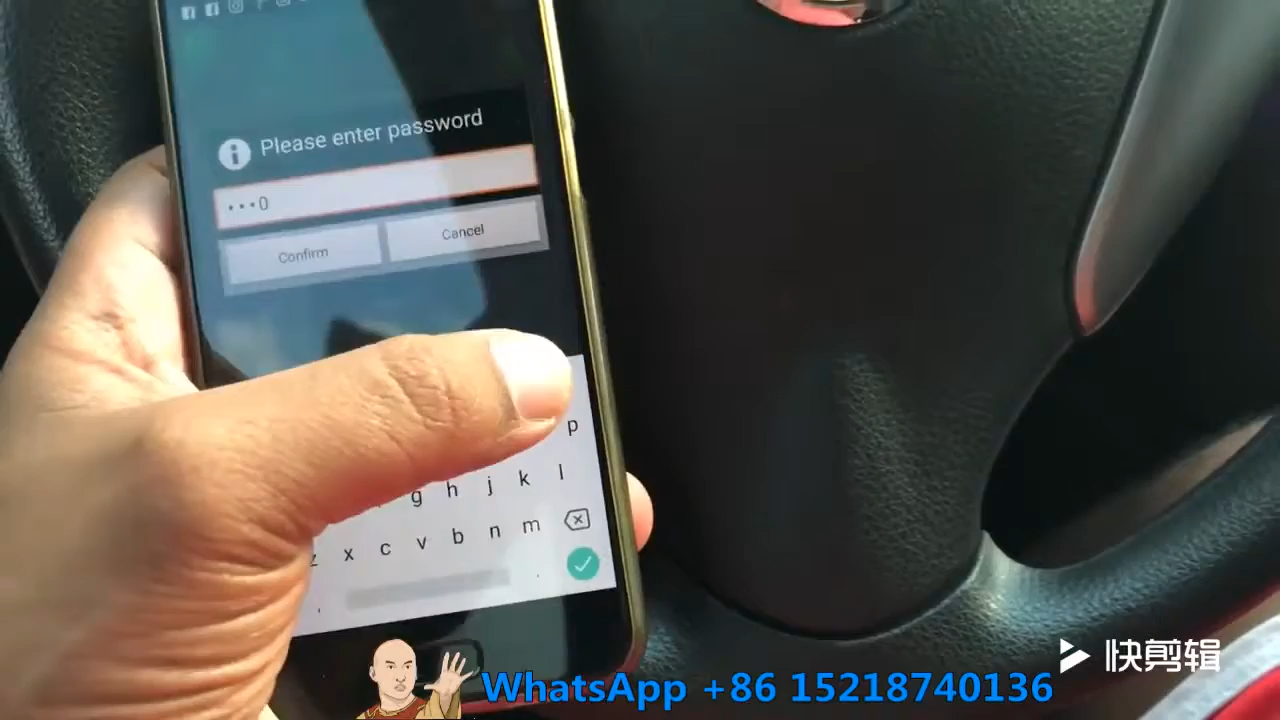 Please enter password
•••0
Confirm
Cancel
p
g h j k l
z x c v b n m
, .
快剪辑
WhatsApp +86 15218740136